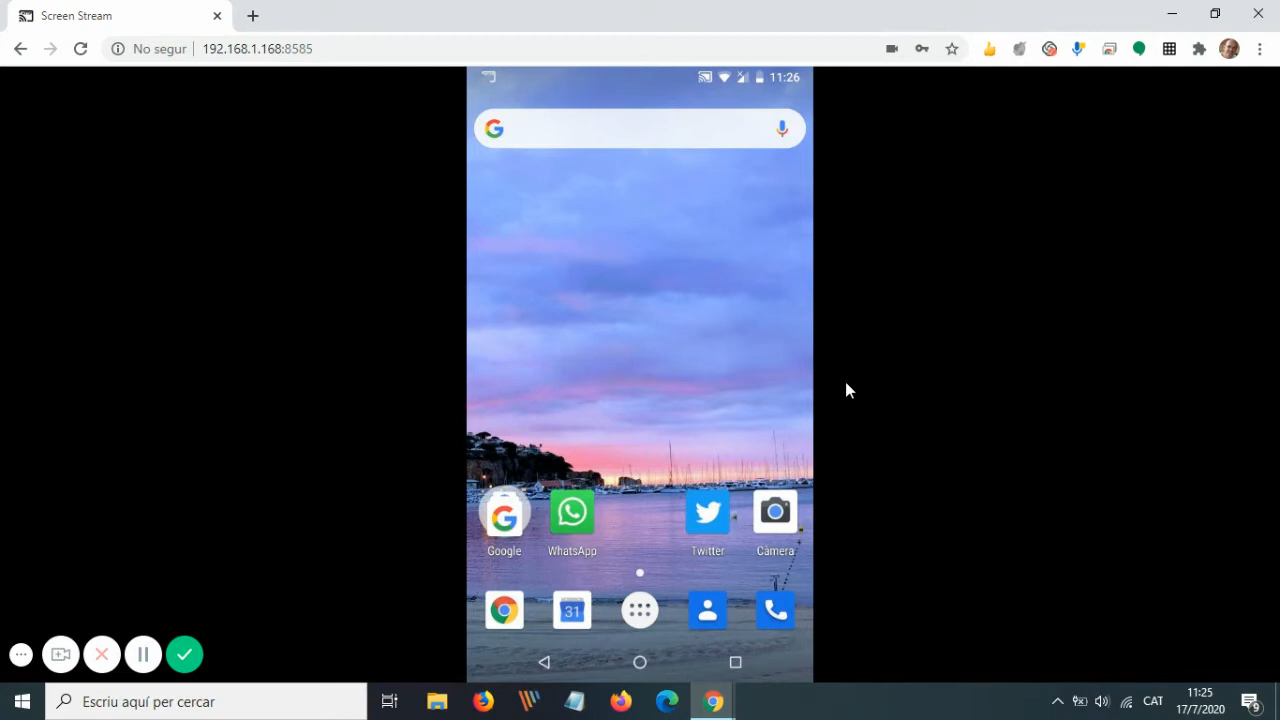 Screen Stream
No segur
192.168.1.168:8585
11:26
Google
WhatsApp
Twitter
Càmera
31
Escriu aquí per cercar
CAT
11:25
17/7/2020
9